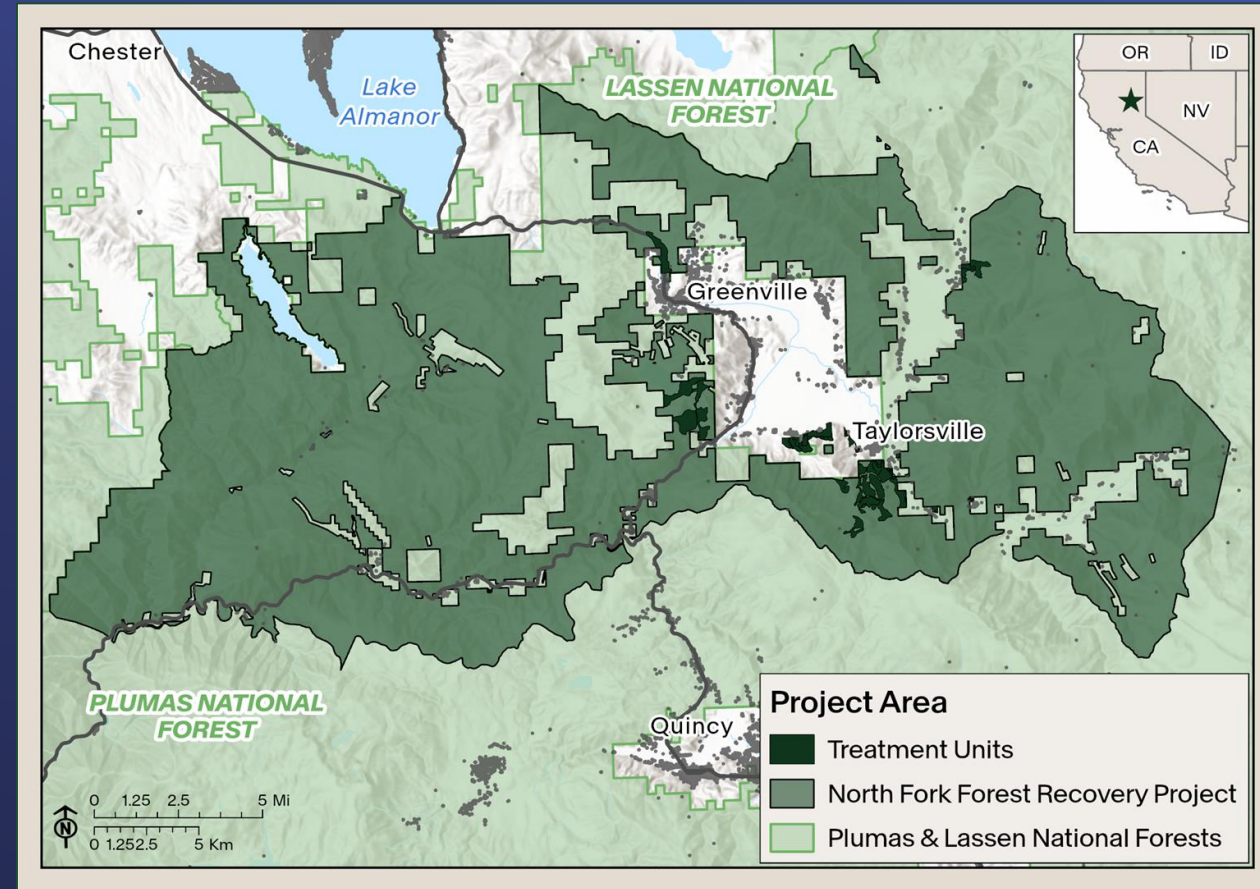 Chester
Lake
Almanor
LASSEN NATIONAL
FOREST
OR
ID
NV
CA
Greenville
Taylorsville
PLUMAS NATIONAL
FOREST
Quincy
0 1.25 2.5 5 Mi
N
0 1.252.5 5 Km
Project Area
Treatment Units
North Fork Forest Recovery Project
Plumas & Lassen National Forests